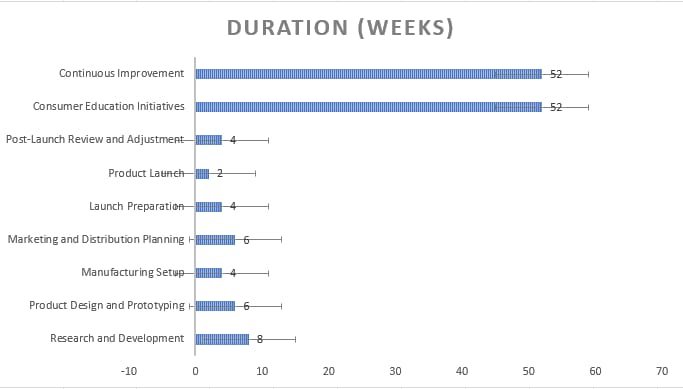 DURATION (WEEKS)
Continuous Improvement 52
Consumer Education Initiatives 52
Post-Launch Review and Adjustment 4
Product Launch 2
Launch Preparation 4
Marketing and Distribution Planning 6
Manufacturing Setup 4
Product Design and Prototyping 6
Research and Development 8
-10 0 10 20 30 40 50 60 70